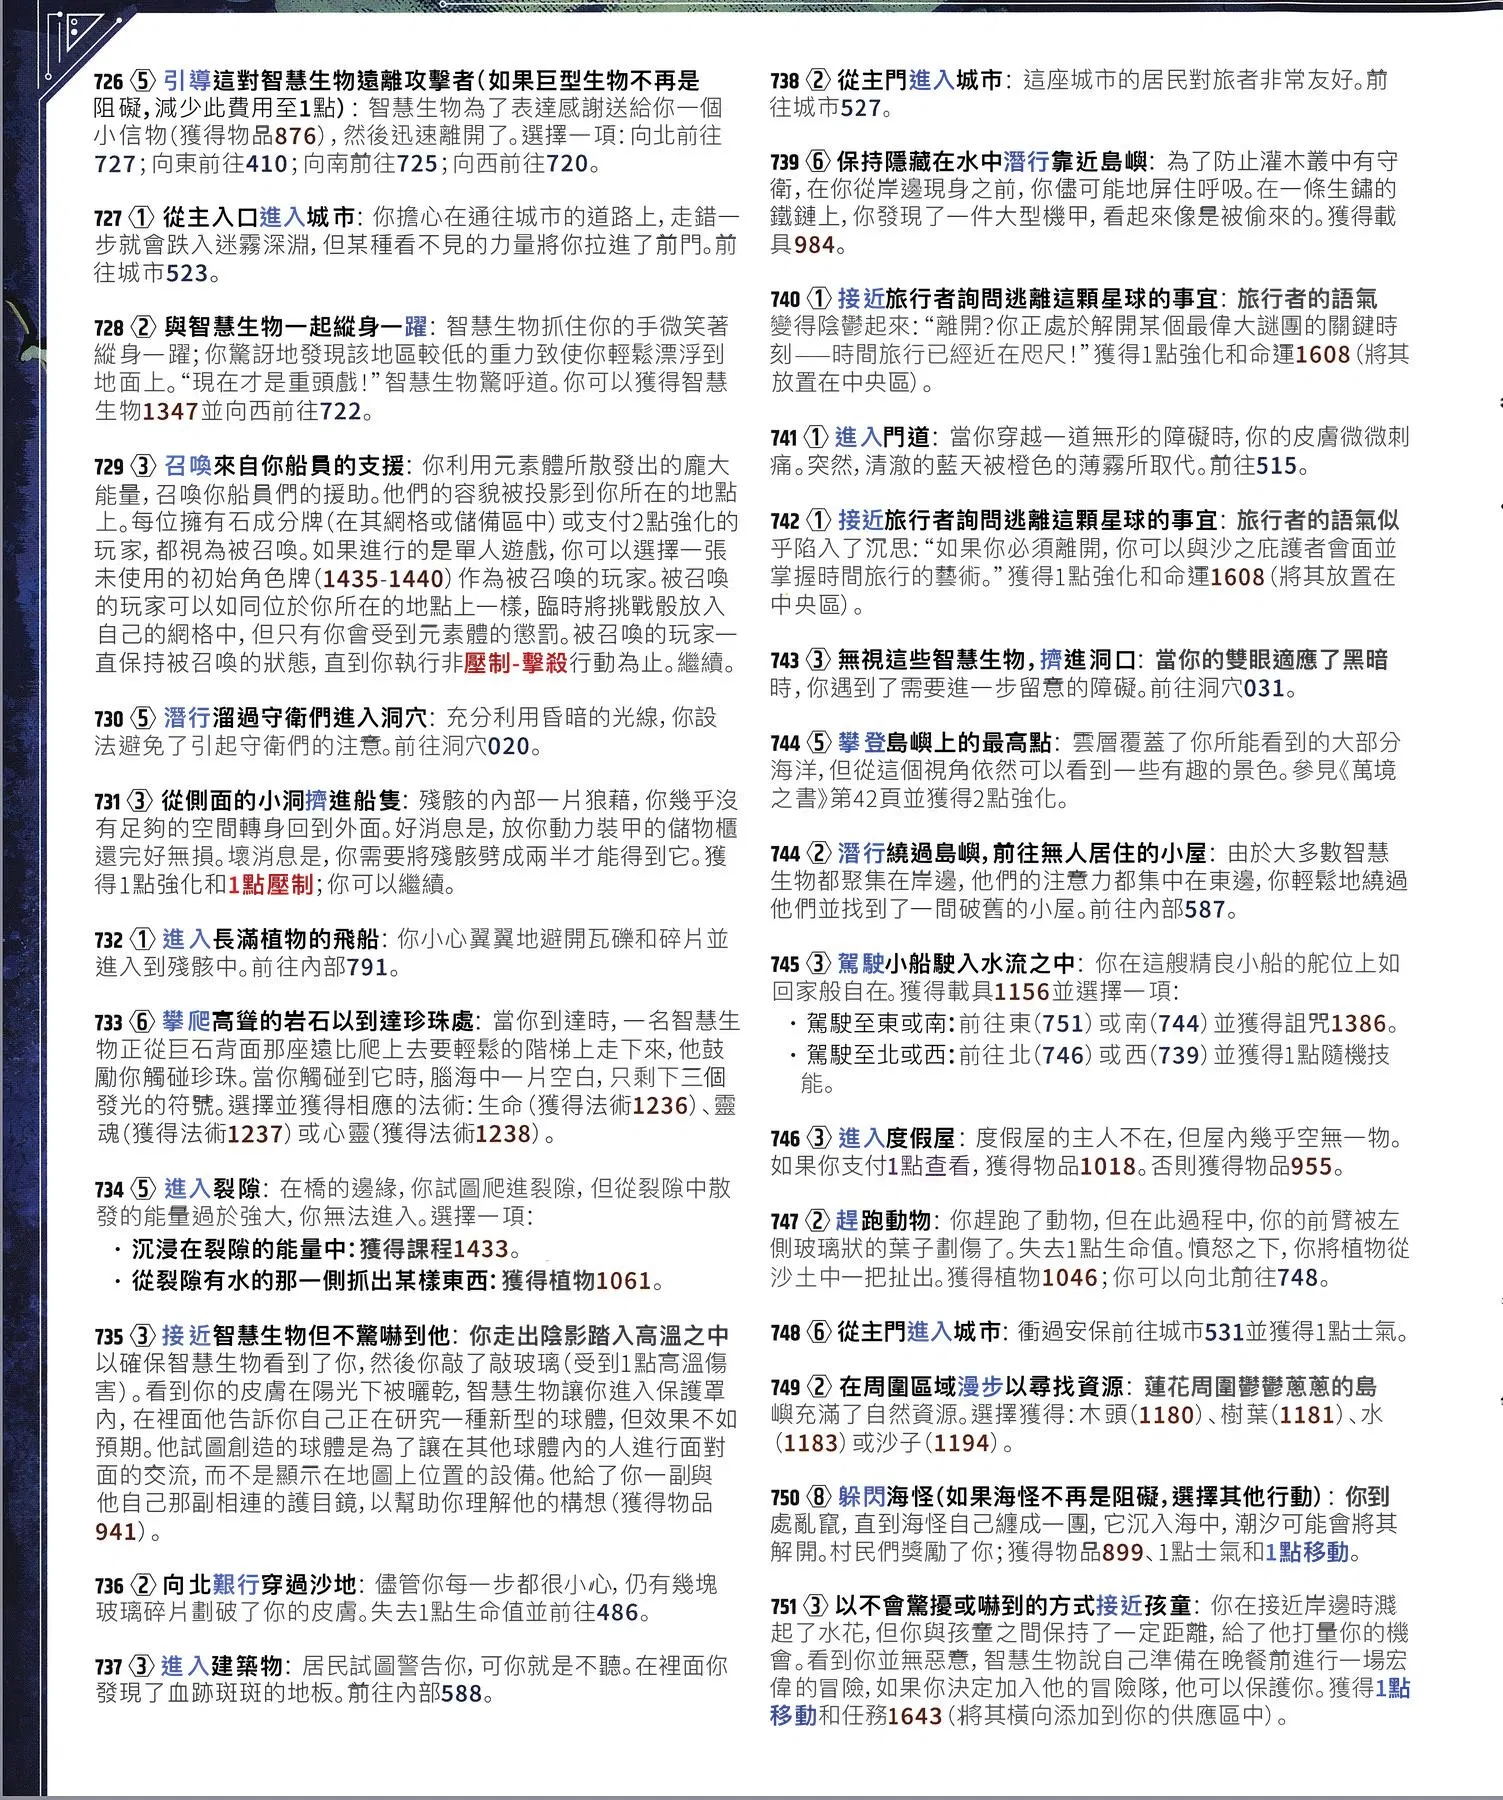 726 5 引導這對智慧生物遠離攻擊者(如果巨型生物不再是
阻礙,減少此費用至1點)：智慧生物為了表達感謝送給你一個
小信物(獲得物品876)，然後迅速離開了。選擇一項：向北前往
727；向東前往410；向南前往725；向西前往720。
727 1 從主入口進入城市：你擔心在通往城市的道路上，走錯一
步就會跌入迷霧深淵，但某種看不見的力量將你拉進了前門。前
往城市523。
728 2 與智慧生物一起縱身一躍：智慧生物抓住你的手微笑著
縱身一躍；你驚訝地發現該地區較低的重力致使你輕鬆漂浮到
地面上。“現在才是重頭戲！”智慧生物驚呼道。你可以獲得智慧
生物1347並向西前往722。
729 3 召喚來自你船員的支援：你利用元素體所散發出的龐大
能量，召喚你船員們的援助。他們的容貌被投影到你所在的地點
上。每位擁有石成分牌(在其網格或儲備區中)或支付2點強化的
玩家，都視為被召喚。如果進行的是單人遊戲，你可以選擇一張
未使用的初始角色牌(1435-1440)作為被召喚的玩家。被召喚
的玩家可以如同位於你所在的地點上一樣，臨時將挑戰骰放入
自己的網格中，但只有你會受到元素體的懲罰。被召喚的玩家一
直保持被召喚的狀態，直到你執行非壓制-擊殺行動為止。繼續。
730 5 潛行溜過守衛們進入洞穴：充分利用昏暗的光線，你設
法避免了引起守衛們的注意。前往洞穴020。
731 3 從側面的小洞擠進船隻：殘骸的內部一片狼藉，你幾乎沒
有足夠的空間轉身回到外面。好消息是，放你動力裝甲的儲物櫃
還完好無損。壞消息是，你需要將殘骸劈成兩半才能得到它。獲
得1點強化和1點壓制；你可以繼續。
732 1 進入長滿植物的飛船：你小心翼翼地避開瓦礫和碎片並
進入到殘骸中。前往內部791。
733 6 攀爬高聳的岩石以到達珍珠處：當你到達時，一名智慧生
物正從巨石背面那座遠比爬上去要輕鬆的階梯上走下來，他鼓
勵你觸碰珍珠。當你觸碰到它時，腦海中一片空白，只剩下三個
發光的符號。選擇並獲得相應的法術：生命(獲得法術1236)、靈
魂(獲得法術1237)或心靈(獲得法術1238)。
734 5 進入裂隙：在橋的邊緣，你試圖爬進裂隙，但從裂隙中散
發的能量過於強大，你無法進入。選擇一項：
・沉浸在裂隙的能量中：獲得課程1433。
・從裂隙有水的那一側抓出某樣東西：獲得植物1061。
735 3 接近智慧生物但不驚嚇到他：你走出陰影踏入高溫之中
以確保智慧生物看到了你，然後你敲了敲玻璃(受到1點高溫傷
害)。看到你的皮膚在陽光下被曬乾，智慧生物讓你進入保護罩
內，在裡面他告訴你自己正在研究一種新型的球體，但效果不如
預期。他試圖創造的球體是為了讓在其他球體內的人進行面對
面的交流，而不是顯示在地圖上位置的設備。他給了你一副與
他自己那副相連的護目鏡，以幫助你理解他的構想(獲得物品
941)。
736 2 向北艱行穿過沙地：儘管你每一步都很小心，仍有幾塊
玻璃碎片劃破了你的皮膚。失去1點生命值並前往486。
737 3 進入建築物：居民試圖警告你，可你就是不聽。在裡面你
發現了血跡斑斑的地板。前往內部588。
738 2 從主門進入城市：這座城市的居民對旅者非常友好。前
往城市527。
739 6 保持隱藏在水中潛行靠近島嶼：為了防止灌木叢中有守
衛，在你從岸邊現身之前，你儘可能地屏住呼吸。在一條生鏽的
鐵鏈上，你發現了一件大型機甲，看起來像是被偷來的。獲得載
具984。
740 1 接近旅行者詢問逃離這顆星球的事宜：旅行者的語氣
變得陰鬱起來：“離開？你正處於解開某個最偉大謎團的關鍵時
刻——時間旅行已經近在咫尺！”獲得1點強化和命運1608(將其
放置在中央區)。
741 1 進入門道：當你穿越一道無形的障礙時，你的皮膚微微刺
痛。突然，清澈的藍天被橙色的薄霧所取代。前往515。
742 1 接近旅行者詢問逃離這顆星球的事宜：旅行者的語氣似
乎陷入了沉思：“如果你必須離開，你可以與沙之庇護者會面並
掌握時間旅行的藝術。”獲得1點強化和命運1608(將其放置在
中央區)。
743 3 無視這些智慧生物，擠進洞口：當你的雙眼適應了黑暗
時，你遇到了需要進一步留意的障礙。前往洞穴031。
744 5 攀登島嶼上的最高點：雲層覆蓋了你所能看到的大部分
海洋，但從這個視角依然可以看到一些有趣的景色。參見《萬境
之書》第42頁並獲得2點強化。
744 2 潛行繞過島嶼，前往無人居住的小屋：由於大多數智慧
生物都聚集在岸邊，他們的注意力都集中在東邊，你輕鬆地繞過
他們並找到了一間破舊的小屋。前往內部587。
745 3 駕駛小船駛入水流之中：你在這艘精良小船的舵位上如
回家般自在。獲得載具1156並選擇一項：
・駕駛至東或南：前往東(751)或南(744)並獲得詛咒1386。
・駕駛至北或西：前往北(746)或西(739)並獲得1點隨機技
能。
746 3 進入度假屋：度假屋的主人不在，但屋內幾乎空無一物。
如果你支付1點查看，獲得物品1018。否則獲得物品955。
747 2 趕跑動物：你趕跑了動物，但在此過程中，你的前臂被左
側玻璃狀的葉子劃傷了。失去1點生命值。憤怒之下，你將植物從
沙土中一把扯出。獲得植物1046；你可以向北前往748。
748 6 從主門進入城市：衝過安保前往城市531並獲得1點士氣。
749 2 在周圍區域漫步以尋找資源：蓮花周圍鬱鬱蔥蔥的島
嶼充滿了自然資源。選擇獲得：木頭(1180)、樹葉(1181)、水
(1183)或沙子(1194)。
750 8 躲閃海怪(如果海怪不再是阻礙，選擇其他行動)：你到
處亂竄，直到海怪自己纏成一團，它沉入海中，潮汐可能會將其
解開。村民們獎勵了你；獲得物品899、1點士氣和1點移動。
751 3 以不會驚擾或嚇到的方式接近孩童：你在接近岸邊時濺
起了水花，但你與孩童之間保持了一定距離，給了他打量你的機
會。看到你並無惡意，智慧生物說自己準備在晚餐前進行一場宏
偉的冒險，如果你決定加入他的冒險隊，他可以保護你。獲得1點
移動和任務1643(將其橫向添加到你的供應區中)。